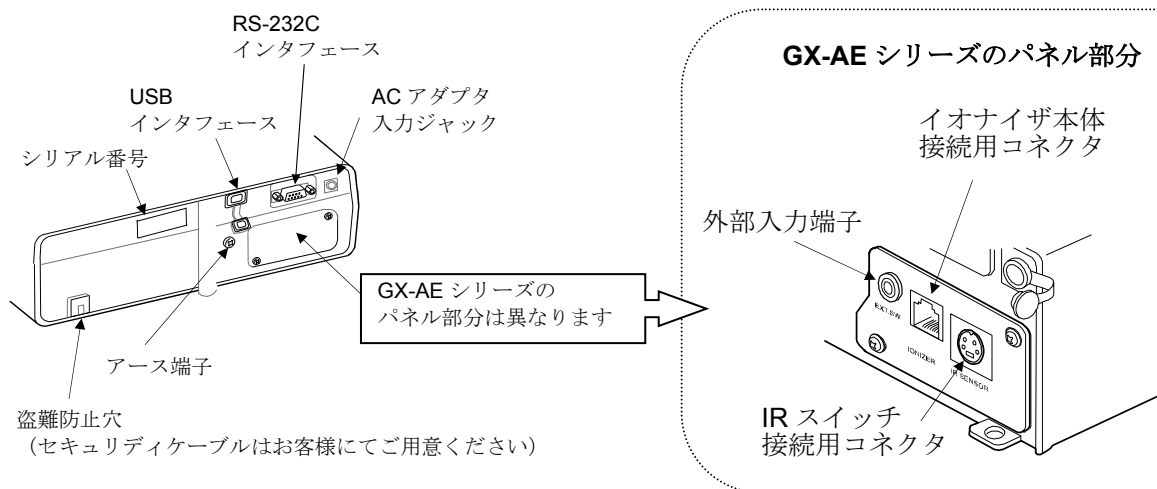 RS-232C
インタフェース
USB
インタフェース
AC アダプタ
入力ジャック
シリアル番号
GX-AE シリーズの
パネル部分は異なります
アース端子
盗難防止穴
（セキュリディケーブルはお客様にてご用意ください）
GX-AE シリーズのパネル部分
イオナイザ本体
接続用コネクタ
外部入力端子
EXT.SW
IONIZER
IR SENSOR
IR スイッチ
接続用コネクタ